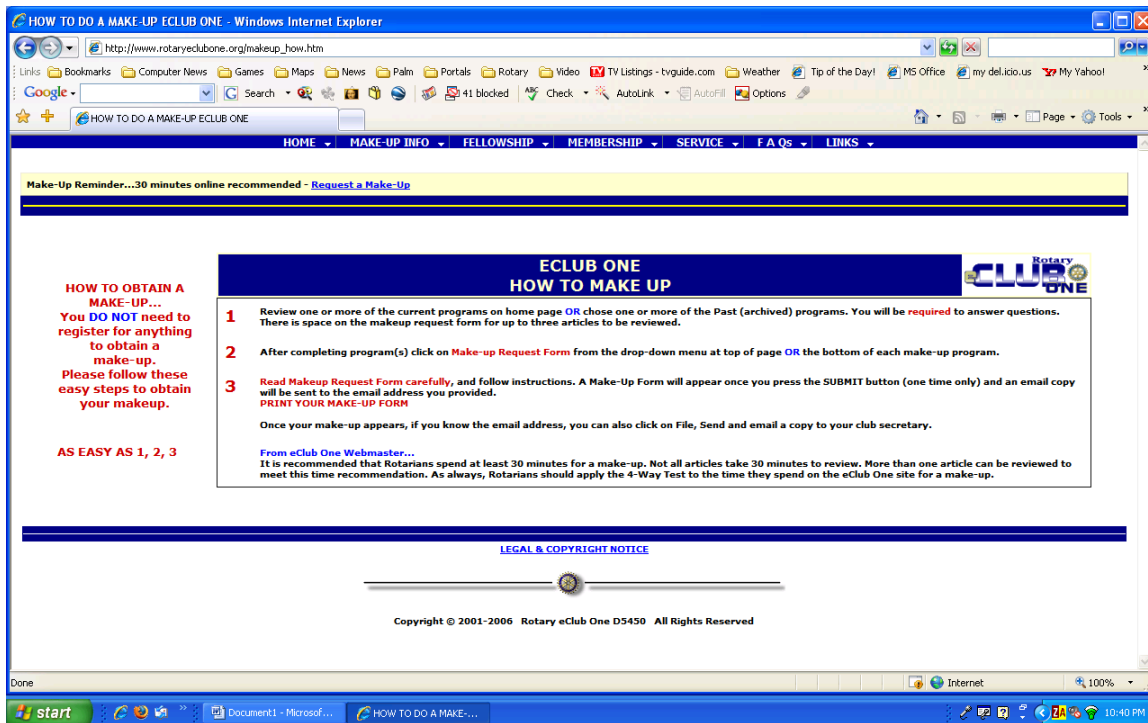 HOW TO DO A MAKE-UP ECLUB ONE - Windows Internet Explorer
http://www.rotaryeclubone.org/makeup_how.htm
Links Bookmarks Computer News Games Maps News Palm Portals Rotary Video TV Listings - tvguide.com Weather Tip of the Day! MS Office my del.icio.us My Yahoo! »
Google G Search 41 blocked ABC Check AutoLink AutoFill Options
HOW TO DO A MAKE-UP ECLUB ONE Page Tools »
HOME MAKE-UP INFO FELLOWSHIP MEMBERSHIP SERVICE F A Qs LINKS
Make-Up Reminder...30 minutes online recommended - Request a Make-Up
HOW TO OBTAIN A
MAKE-UP...
You DO NOT need to
register for anything
to obtain a
make-up.
Please follow these
easy steps to obtain
your makeup.
AS EASY AS 1, 2, 3
ECLUB ONE
HOW TO MAKE UP
Rotary
eCLUB
ONE
1 Review one or more of the current programs on home page OR chose one or more of the Past (archived) programs. You will be required to answer questions.
There is space on the makeup request form for up to three articles to be reviewed.
2 After completing program(s) click on Make-up Request Form from the drop-down menu at top of page OR the bottom of each make-up program.
3 Read Makeup Request Form carefully, and follow instructions. A Make-Up Form will appear once you press the SUBMIT button (one time only) and an email copy
will be sent to the email address you provided.
PRINT YOUR MAKE-UP FORM
Once your make-up appears, if you know the email address, you can also click on File, Send and email a copy to your club secretary.
From eClub One Webmaster...
It is recommended that Rotarians spend at least 30 minutes for a make-up. Not all articles take 30 minutes to review. More than one article can be reviewed to
meet this time recommendation. As always, Rotarians should apply the 4-Way Test to the time they spend on the eClub One site for a make-up.
LEGAL & COPYRIGHT NOTICE
Copyright © 2001-2006 Rotary eClub One D5450 All Rights Reserved
Done Internet 100%
start » Document1 - Microsof... HOW TO DO A MAKE-... ZA 10:40 PM